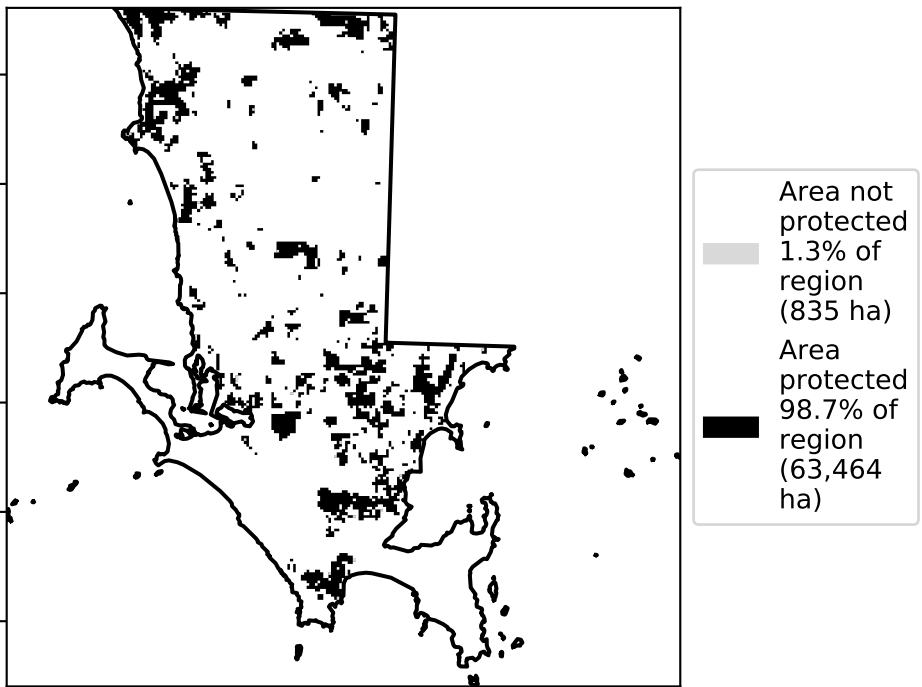 Area not
protected
1.3% of
region
(835 ha)
Area
protected
98.7% of
region
(63,464
ha)